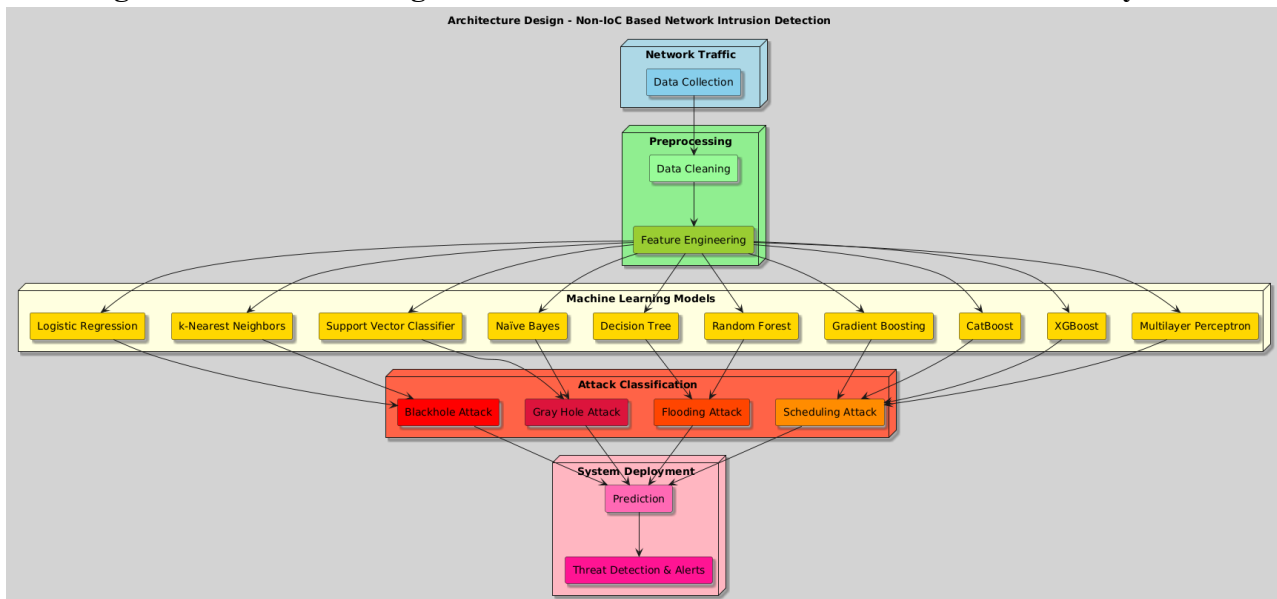 Architecture Design - Non-IoC Based Network Intrusion Detection
Network Traffic
Data Collection
Preprocessing
Data Cleaning
Feature Engineering
Machine Learning Models
Logistic Regression
k-Nearest Neighbors
Support Vector Classifier
Naïve Bayes
Decision Tree
Random Forest
Gradient Boosting
CatBoost
XGBoost
Multilayer Perceptron
Attack Classification
Blackhole Attack
Gray Hole Attack
Flooding Attack
Scheduling Attack
System Deployment
Prediction
Threat Detection & Alerts